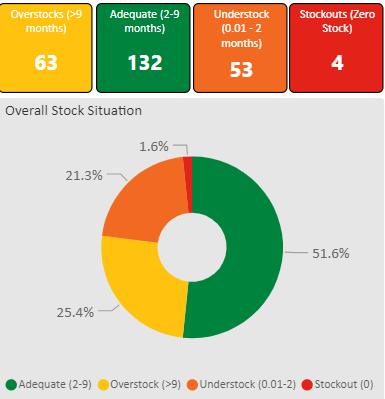 Overstocks (>9
months)
63
Adequate (2-9
months)
132
Understock
(0.01 - 2
months)
53
Stockouts (Zero
Stock)
4
Overall Stock Situation
1.6%
21.3%
51.6%
25.4%
Adequate (2-9) Overstock (>9) Understock (0.01-2) Stockout (0)